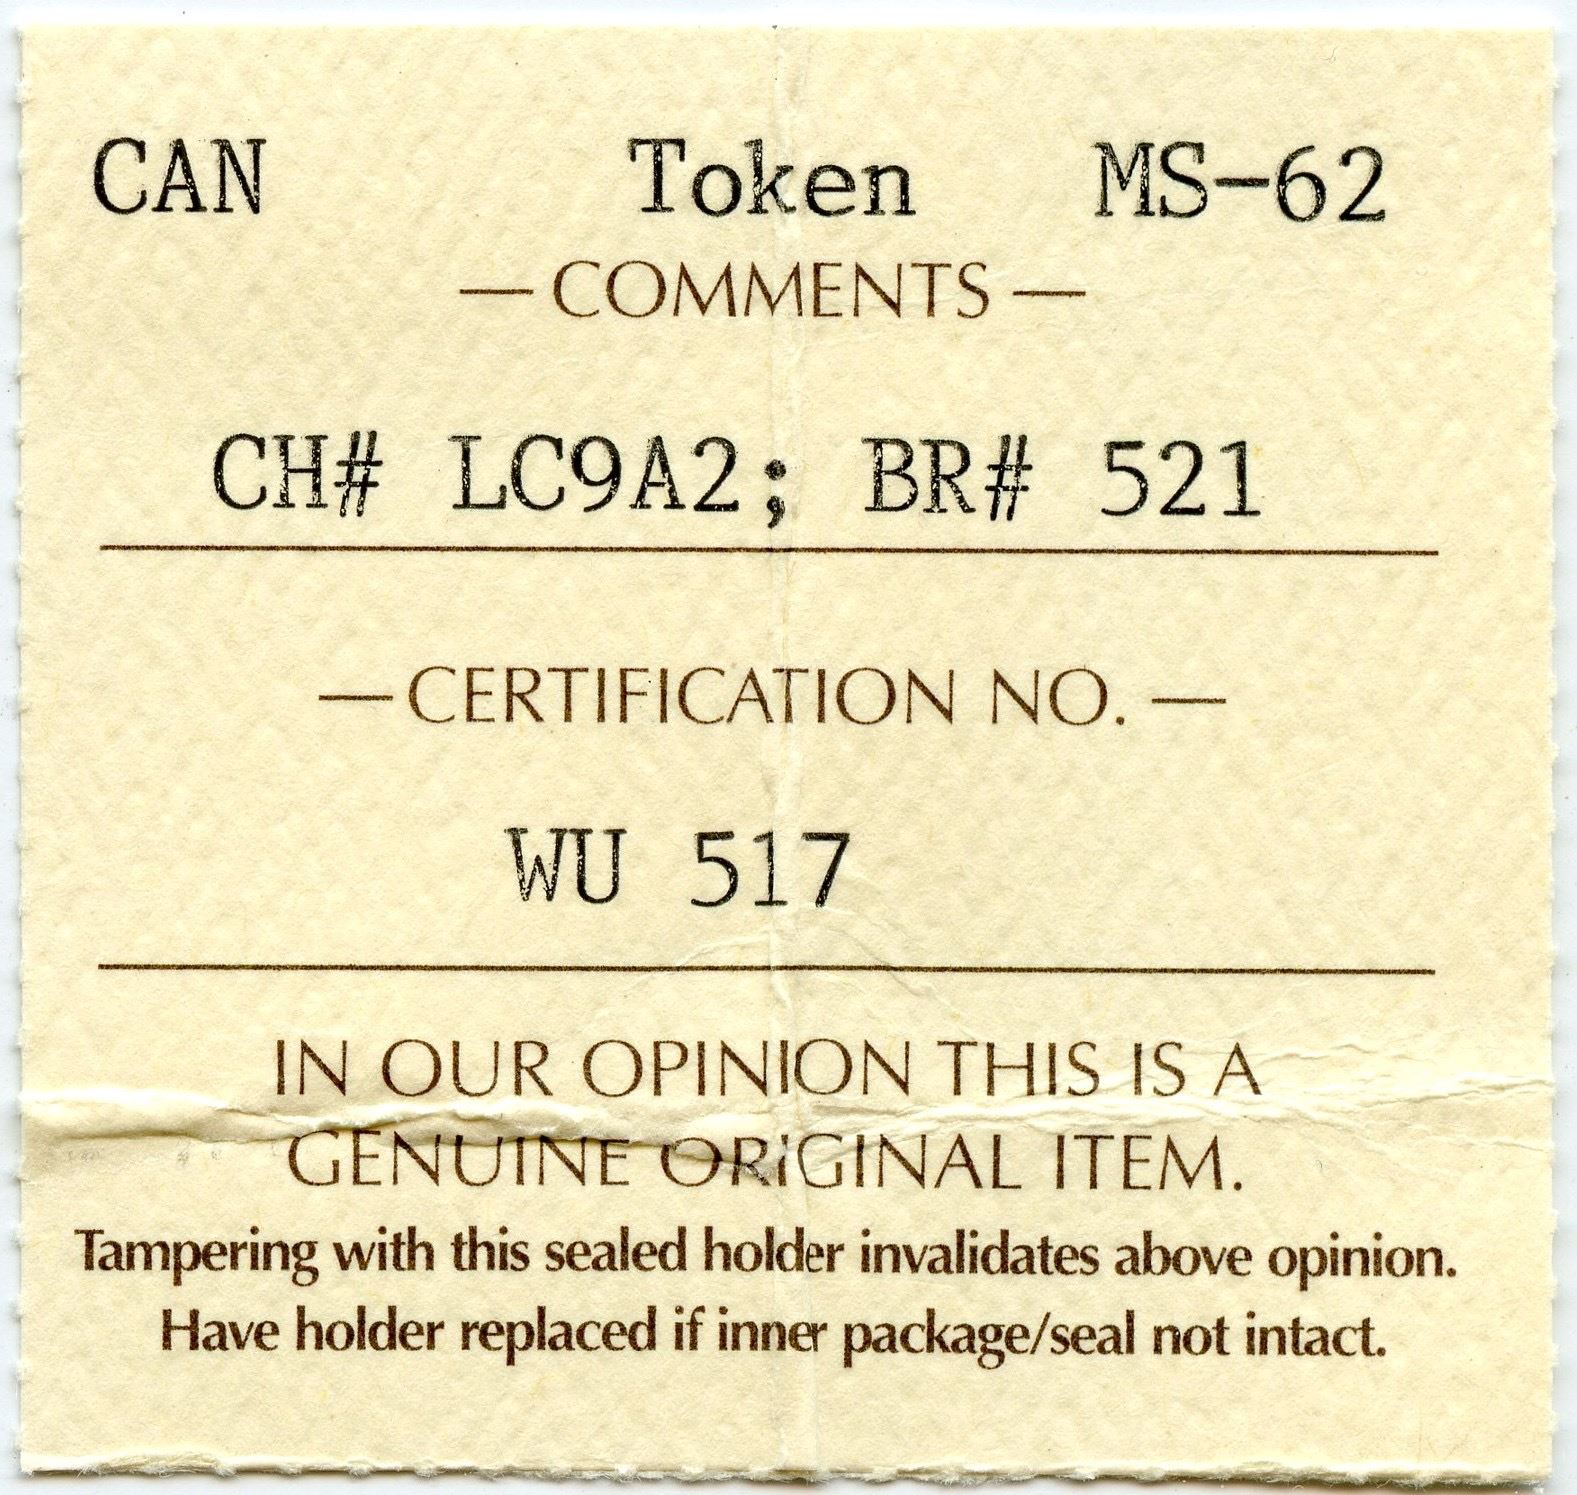 CAN Token MS-62
— COMMENTS —
CH# LC9A2; BR# 521
— CERTIFICATION NO. —
WU 517
IN OUR OPINION THIS IS A
GENUINE ORIGINAL ITEM.
Tampering with this sealed holder invalidates above opinion.
Have holder replaced if inner package/seal not intact.